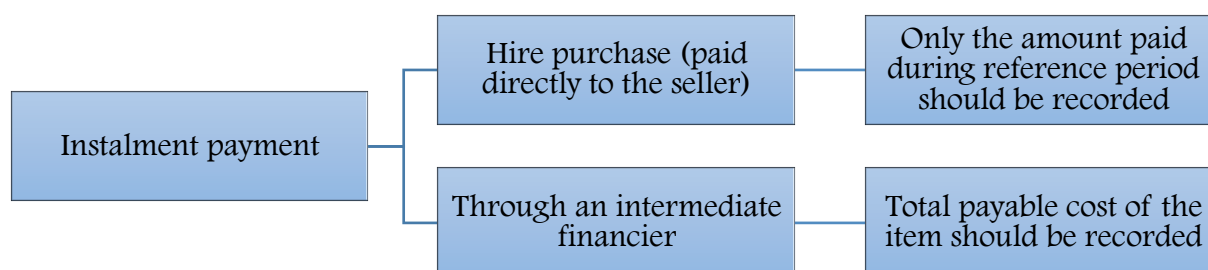 Instalment payment
Hire purchase (paid
directly to the seller)
Only the amount paid
during reference period
should be recorded
Through an intermediate
financier
Total payable cost of the
item should be recorded